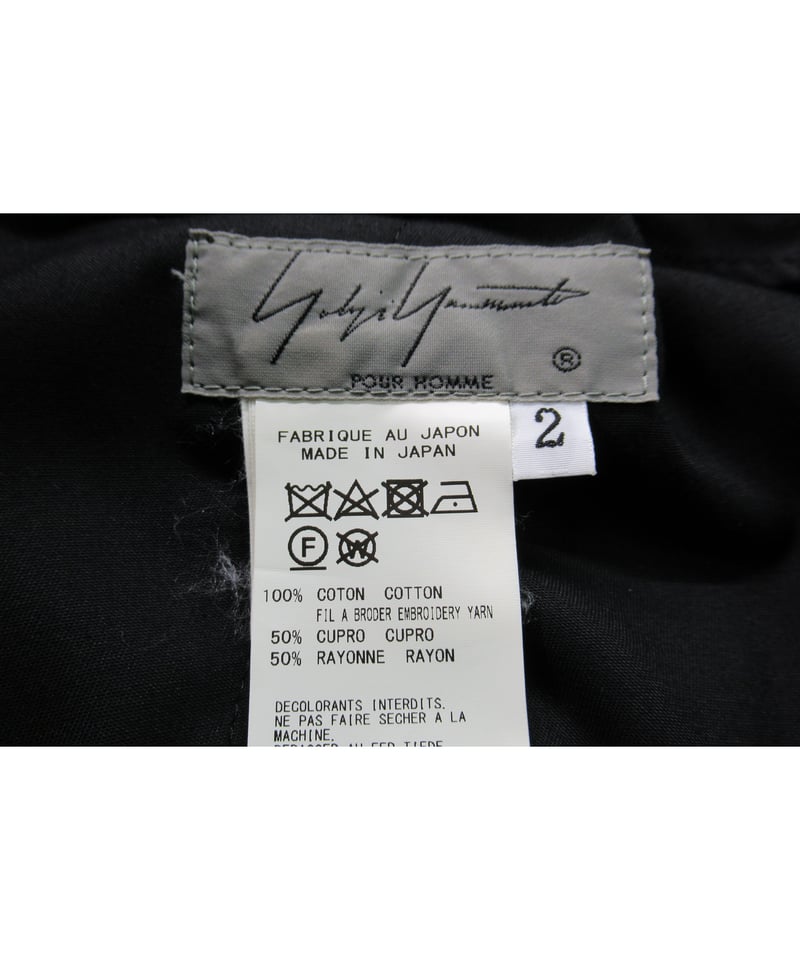 Yohji Yamamoto
®
POUR HOMME
2
FABRIQUE AU JAPON
MADE IN JAPAN
F W
100% COTON COTTON
FIL A BRODER EMBROIDERY YARN
50% CUPRO CUPRO
50% RAYONNE RAYON
DECOLORANTS INTERDITS.
NE PAS FAIRE SECHER A LA
MACHINE.